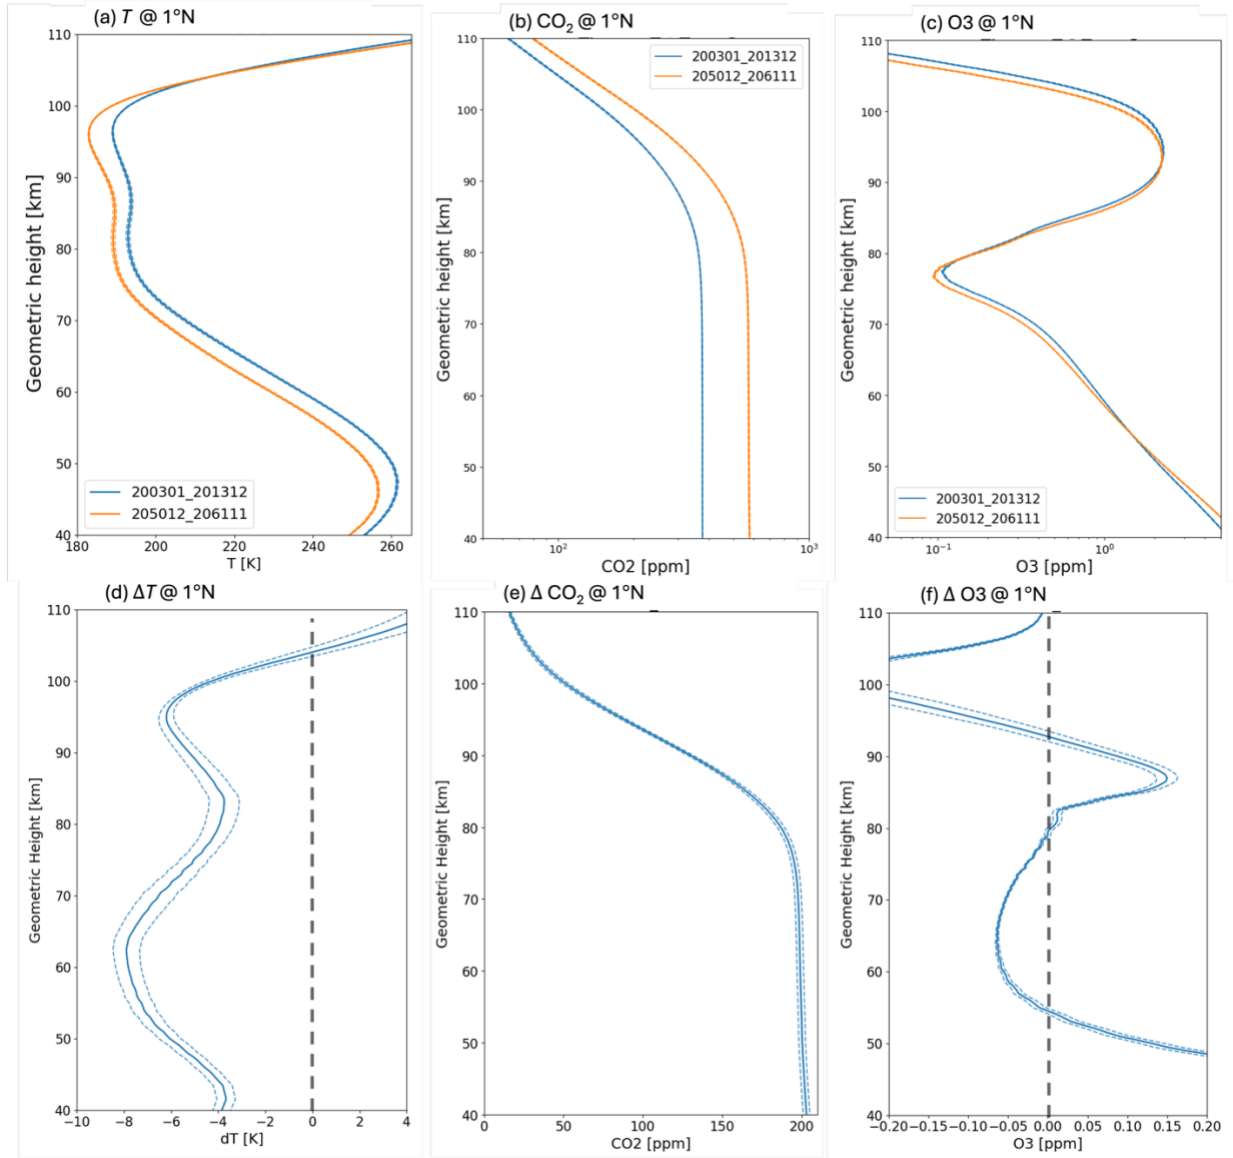 (a) T @ 1°N
110
100
90
80
70
60
50
40
Geometric height [km]
200301_201312
205012_206111
180 200 220 240 260
T [K]
(b) CO2 @ 1°N
110
100
90
80
70
60
50
40
Geometric height [km]
200301_201312
205012_206111
10² 10³
CO2 [ppm]
(c) O3 @ 1°N
110
100
90
80
70
60
50
40
Geometric height [km]
200301_201312
205012_206111
10⁻¹ 10⁰
O3 [ppm]
(d) ΔT @ 1°N
110
100
90
80
70
60
50
40
Geometric Height [km]
−10 −8 −6 −4 −2 0 2 4
dT [K]
(e) Δ CO2 @ 1°N
110
100
90
80
70
60
50
40
Geometric Height [km]
0 50 100 150 200
CO2 [ppm]
(f) Δ O3 @ 1°N
110
100
90
80
70
60
50
40
Geometric Height [km]
−0.20 −0.15 −0.10 −0.05 0.00 0.05 0.10 0.15 0.20
O3 [ppm]